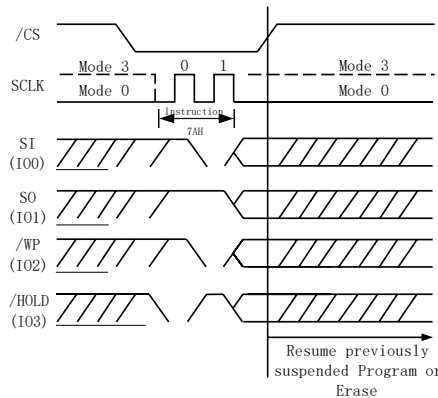 /CS
Mode 3 0 1 Mode 3
SCLK
Mode 0 Mode 0
Instruction
7AH
SI
(IO0)
SO
(IO1)
/WP
(IO2)
/HOLD
(IO3)
Resume previously
suspended Program or
Erase